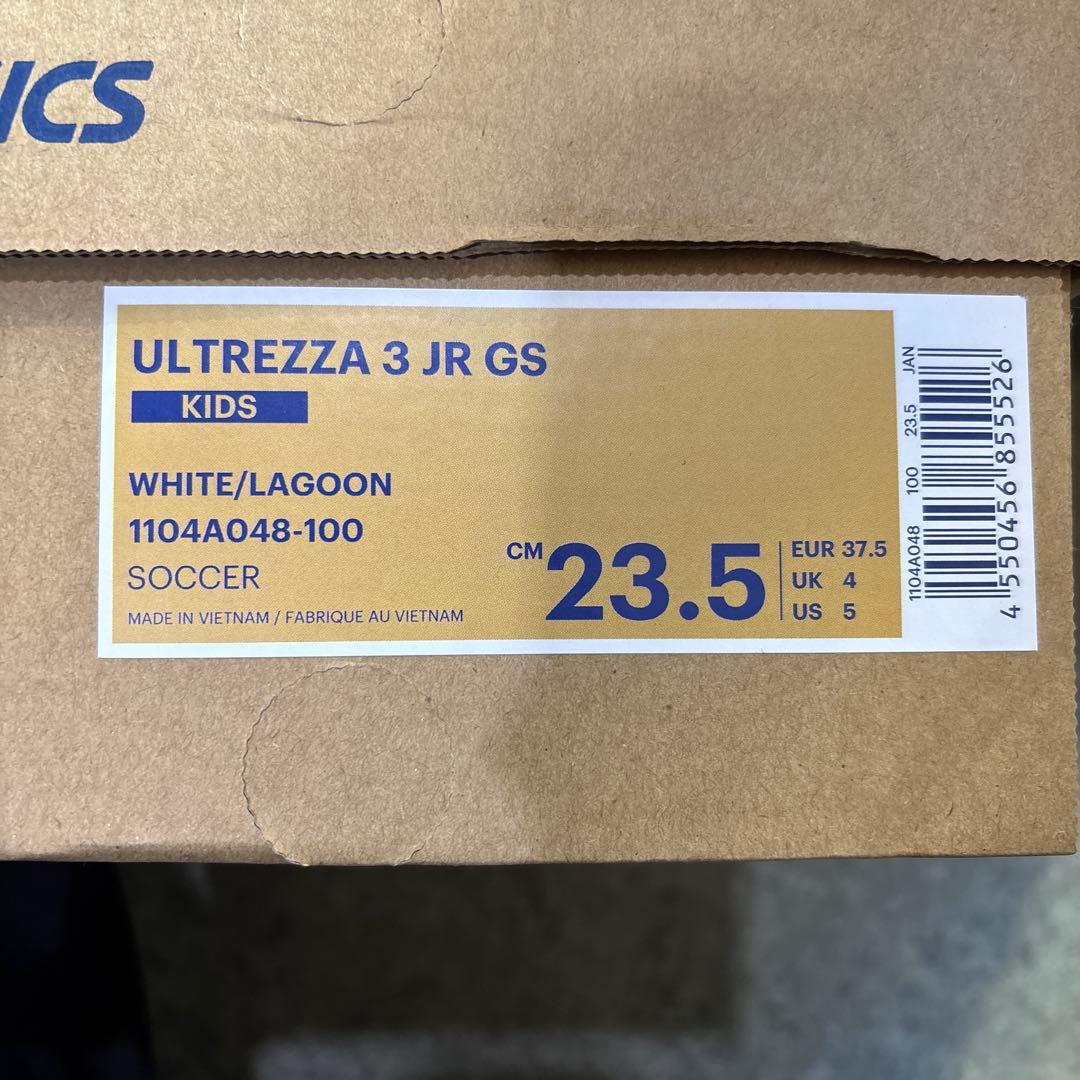 ICS
ULTREZZA 3 JR GS
KIDS
WHITE/LAGOON
1104A048-100
SOCCER
MADE IN VIETNAM / FABRIQUE AU VIETNAM
CM 23.5
EUR 37.5
UK 4
US 5
1104A048 100 23.5 JAN
4 550456 855526